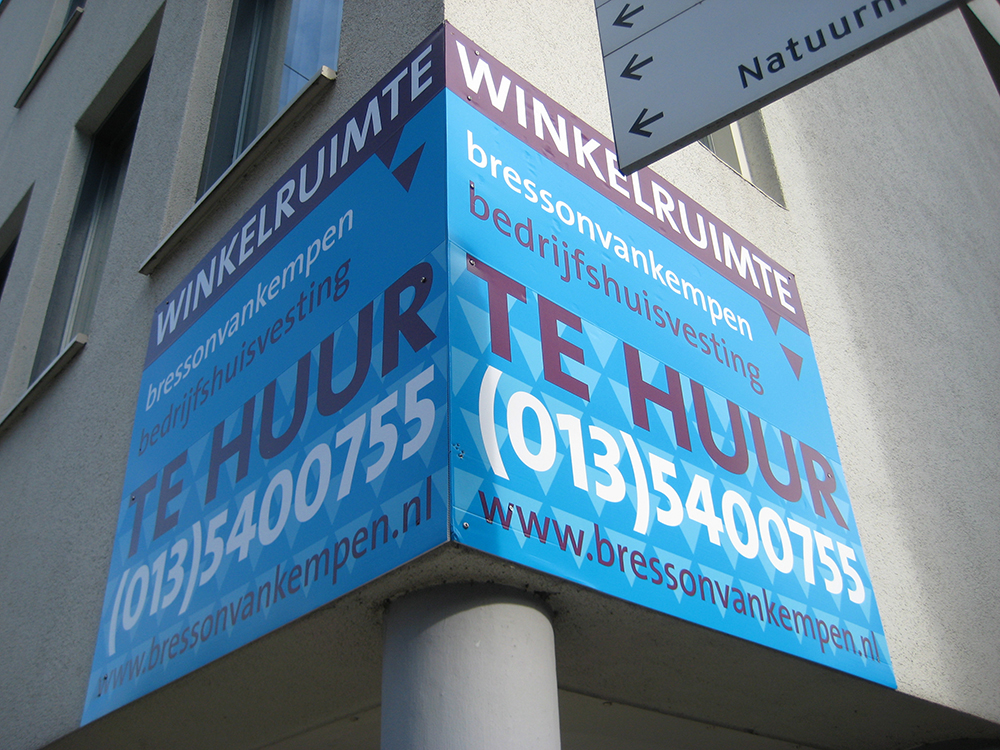 WINKELRUIMTE
bressonvankempen
bedrijfshuisvesting
TE HUUR
(013)5400755
www.bressonvankempen.nl
WINKELRUIMTE
bressonvankempen
bedrijfshuisvesting
TE HUUR
(013)5400755
www.bressonvankempen.nl